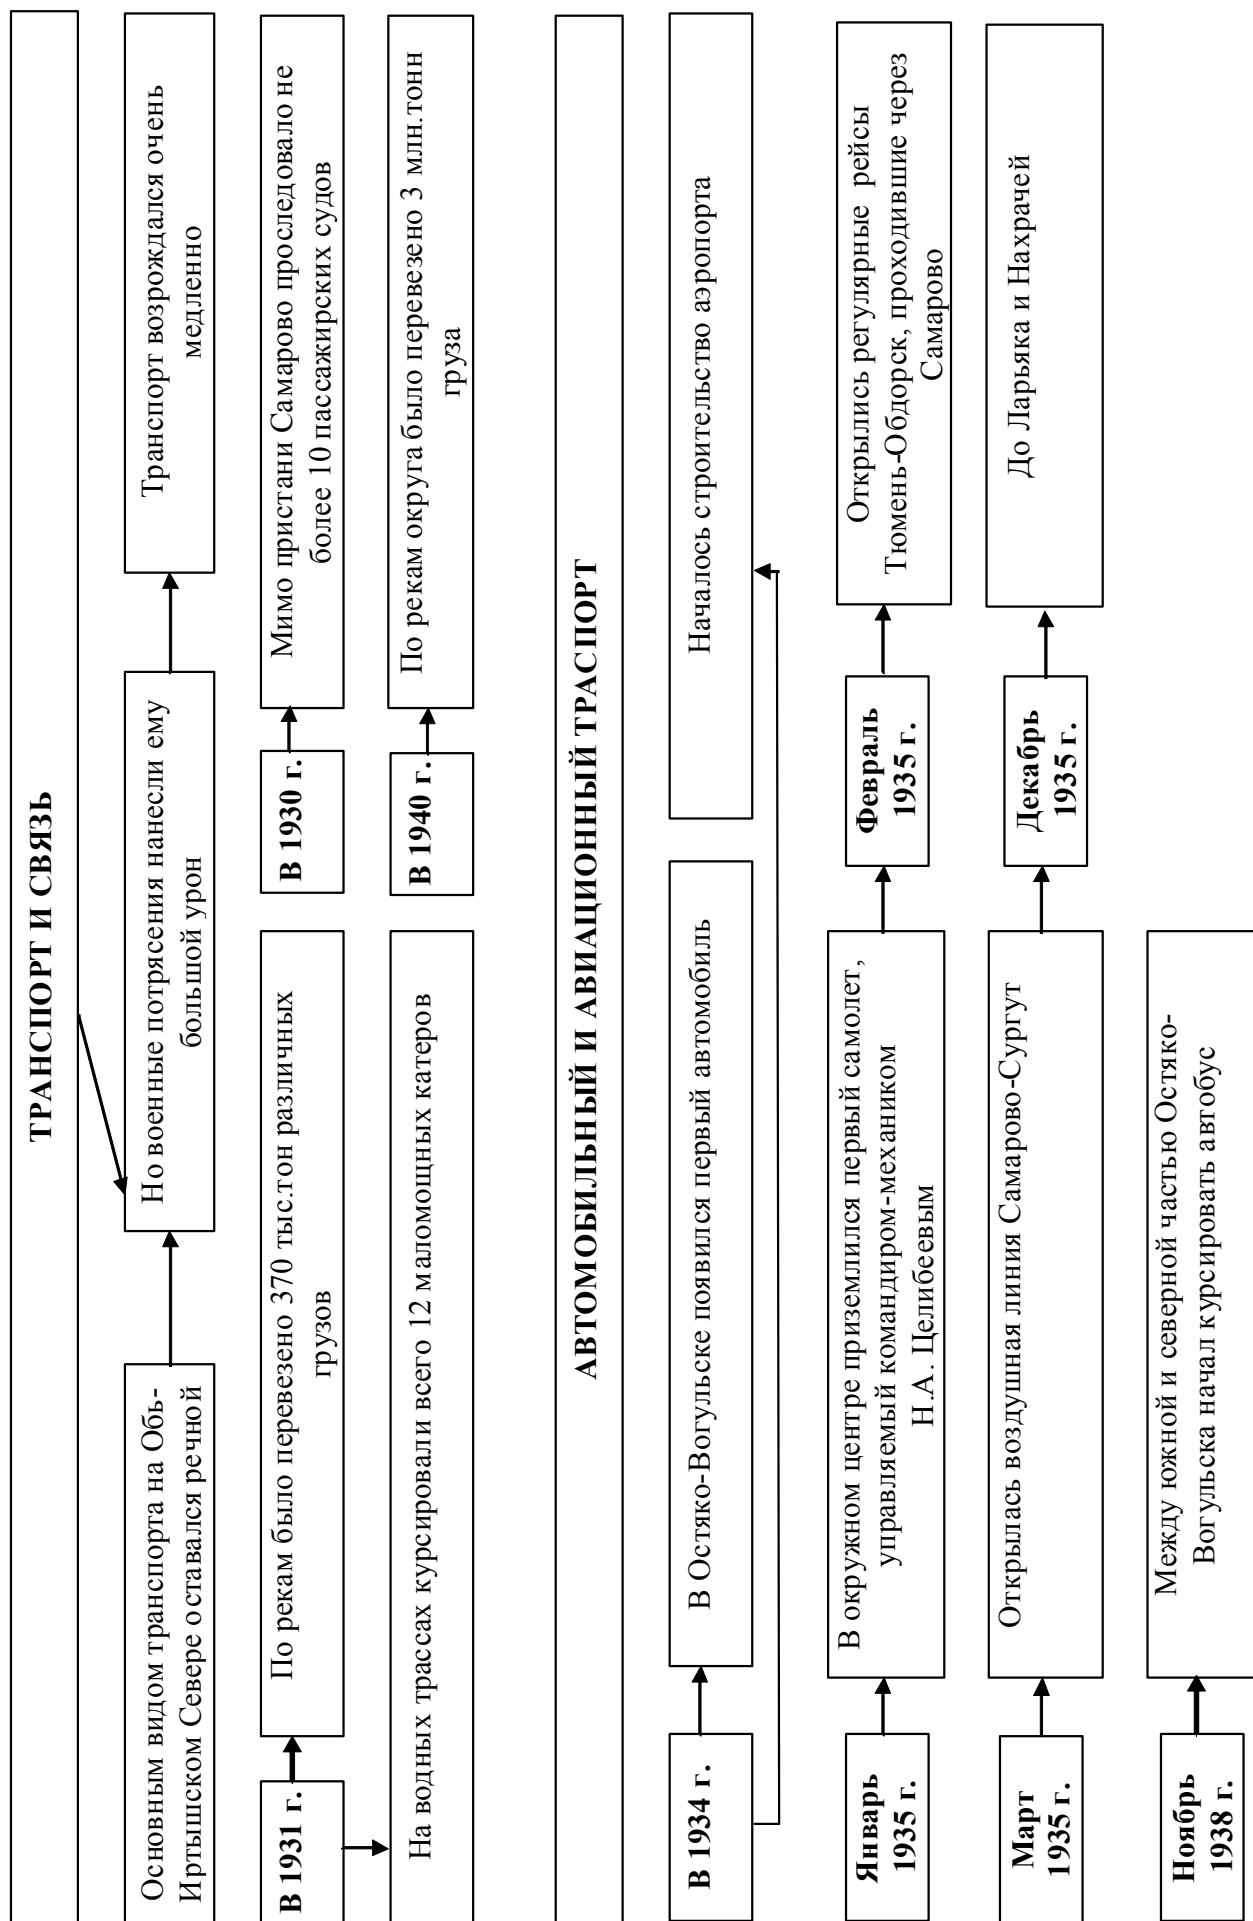 ТРАНСПОРТ И СВЯЗЬ
Основным видом транспорта на Обь-
Иртышском Севере оставался речной
Но военные потрясения нанесли ему
большой урон
Транспорт возрождался очень
медленно
В 1931 г.
По рекам было перевезено 370 тыс.тон различных
грузов
В 1930 г.
Мимо пристани Самарово проследовало не
более 10 пассажирских судов
На водных трассах курсировали всего 12 маломощных катеров
В 1940 г.
По рекам округа было перевезено 3 млн.тонн
груза
АВТОМОБИЛЬНЫЙ И АВИАЦИОННЫЙ ТРАСПОРТ
В 1934 г.
В Остяко-Вогульске появился первый автомобиль
Началось строительство аэропорта
Январь
1935 г.
В окружном центре приземлился первый самолет,
управляемый командиром-механиком
Н.А. Целибеевым
Февраль
1935 г.
Открылись регулярные рейсы
Тюмень-Обдорск, проходившие через
Самарово
Март
1935 г.
Открылась воздушная линия Самарово-Сургут
Декабрь
1935 г.
До Ларьяка и Нахрачей
Ноябрь
1938 г.
Между южной и северной частью Остяко-
Вогульска начал курсировать автобус